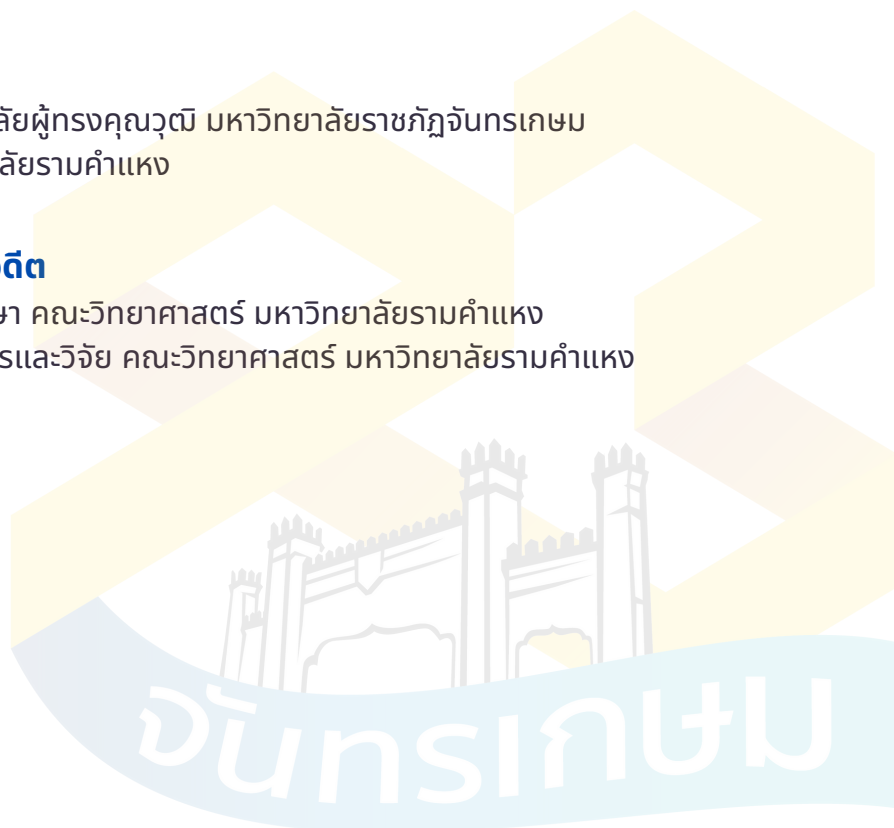 ลัยผู้ทรงคุณวุฒิ มหาวิทยาลัยราชภัฏจันทรเกษม
ลัยรามคำแหง
ดีต
ษา คณะวิทยาศาสตร์ มหาวิทยาลัยรามคำแหง
รและวิจัย คณะวิทยาศาสตร์ มหาวิทยาลัยรามคำแหง
จันทรเกษม